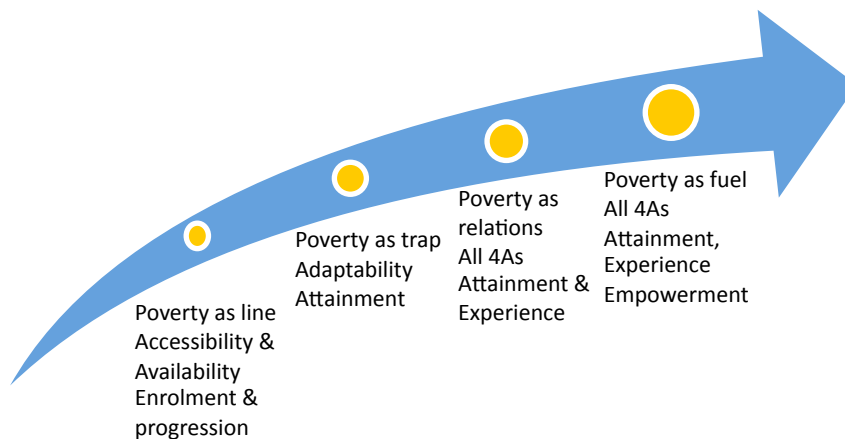 Poverty as line
Accessibility &
Availability
Enrolment &
progression
Poverty as trap
Adaptability
Attainment
Poverty as
relations
All 4As
Attainment &
Experience
Poverty as fuel
All 4As
Attainment,
Experience
Empowerment